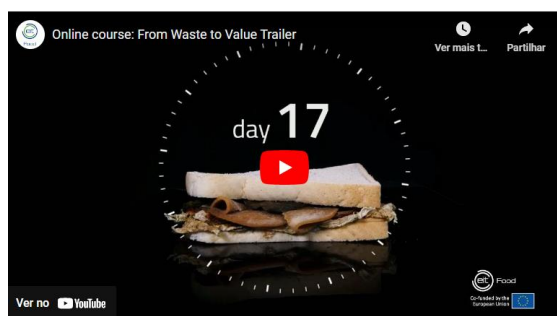 Online course: From Waste to Value Trailer
Ver mais t...
Partilhar
day 17
eit Food
Co-funded by the
European Union
Ver no YouTube